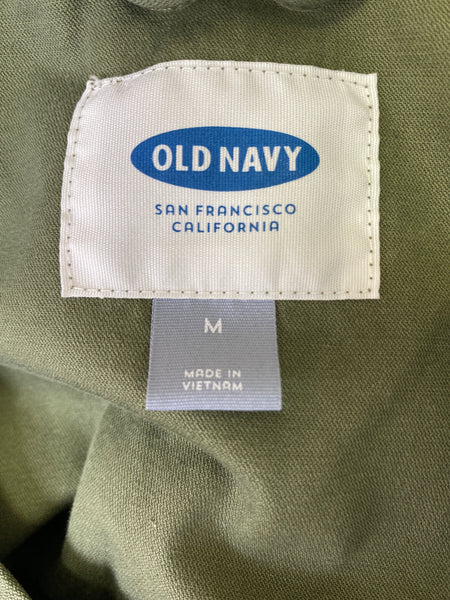 OLD NAVY
SAN FRANCISCO
CALIFORNIA
M
MADE IN
VIETNAM